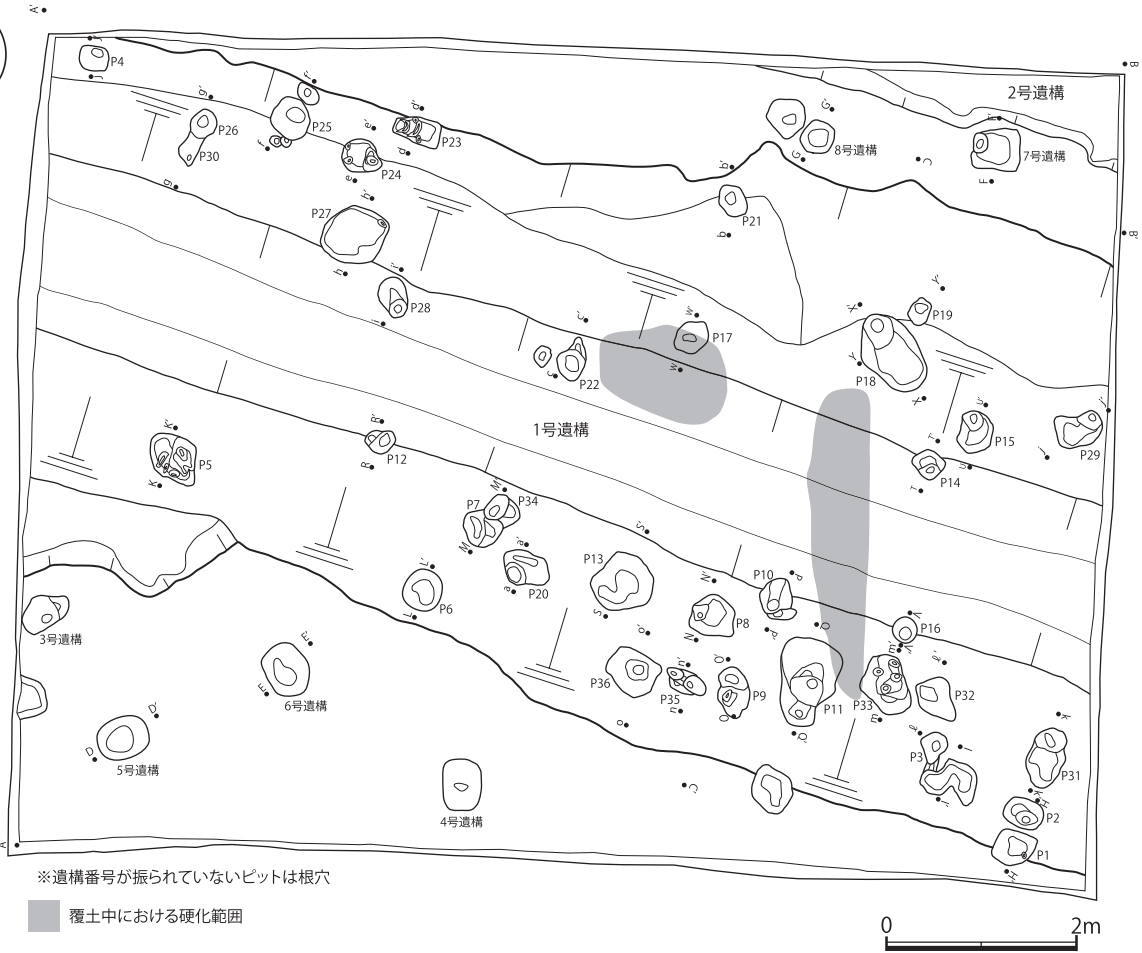 A'
B
2号遺構
P4
g'
f'
d'
P26
P25
e'
P23
G'
8号遺構
7号遺構
P30
f
d
P24
e
G
C
F
g
h'
b'
P21
b
B'
P27
h
i'
P28
i
c'
w'
P17
w
X'
Y'
P19
c
P22
Y
P18
X
1号遺構
u'
P15
j'
T
P29
j
u
P14
T'
K'
P5
K
R'
P12
R
M'
P34
P7
M
S'
a'
P20
a
L'
P6
L
P13
S
N'
P8
N
P10
P'
P
Q
V
P16
V'
3号遺構
E'
E
6号遺構
o'
P36
o
n'
P35
n
O'
P9
O
P11
Q'
m'
P33
m
ℓ'
P32
D'
D
5号遺構
C'
ℓ
P3
I
I'
k
P31
k'
H
P2
4号遺構
P1
H'
A
※遺構番号が振られていないピットは根穴
覆土中における硬化範囲
0 2m